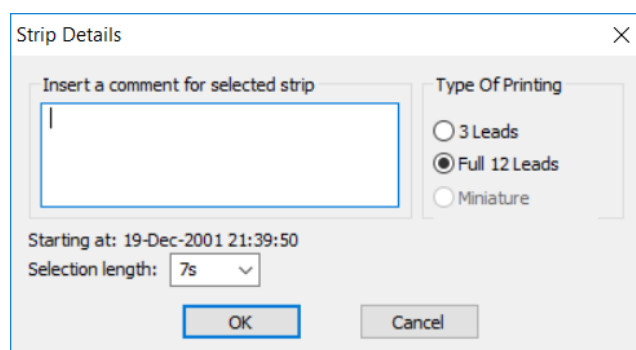 Strip Details
Insert a comment for selected strip
Type Of Printing
3 Leads
Full 12 Leads
Miniature
Starting at: 19-Dec-2001 21:39:50
Selection length: 7s
OK Cancel